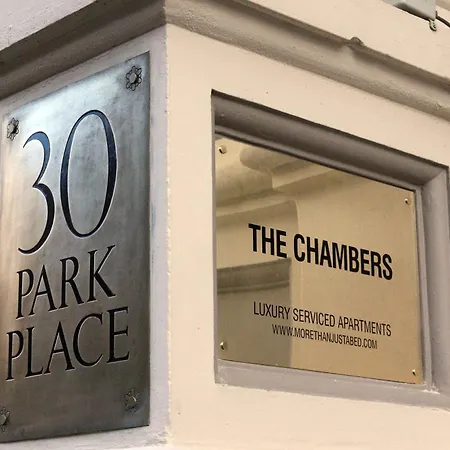 30
PARK
PLACE
THE CHAMBERS
LUXURY SERVICED APARTMENTS
WWW.MORETHANJUSTABED.COM